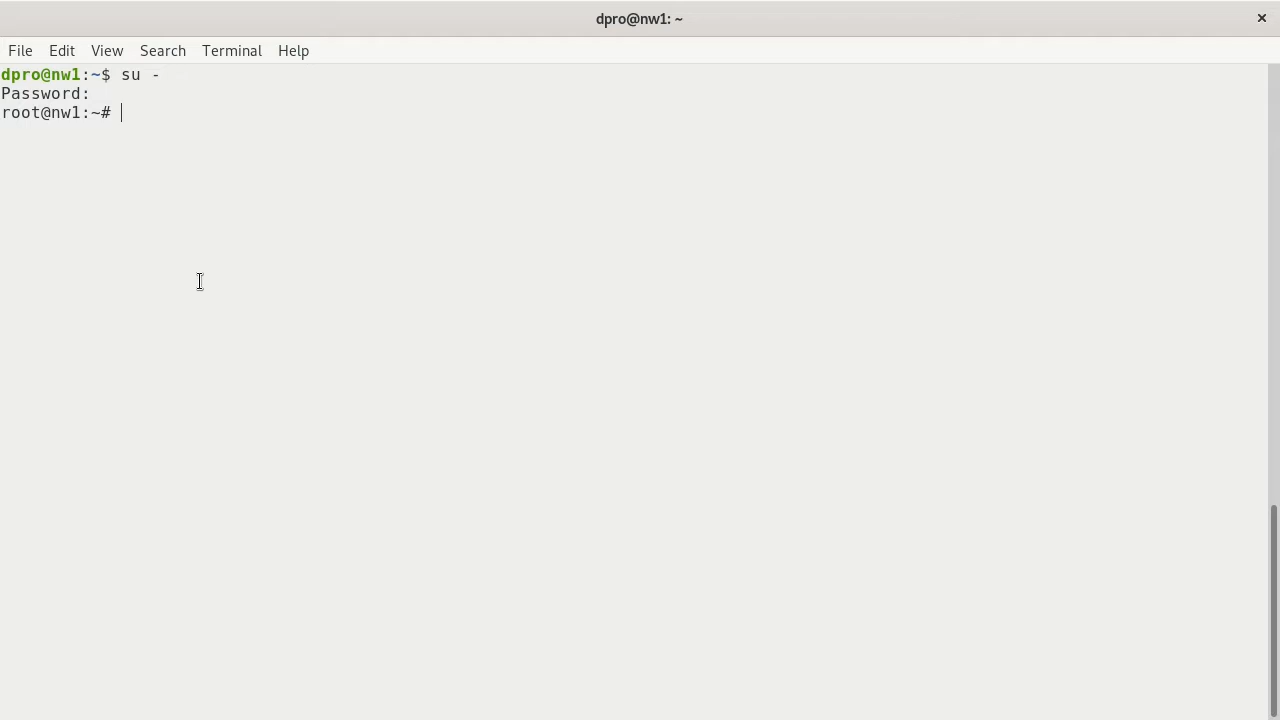 dpro@nw1: ~
×
File Edit View Search Terminal Help
dpro@nw1:~$ su -
Password:
root@nw1:~#